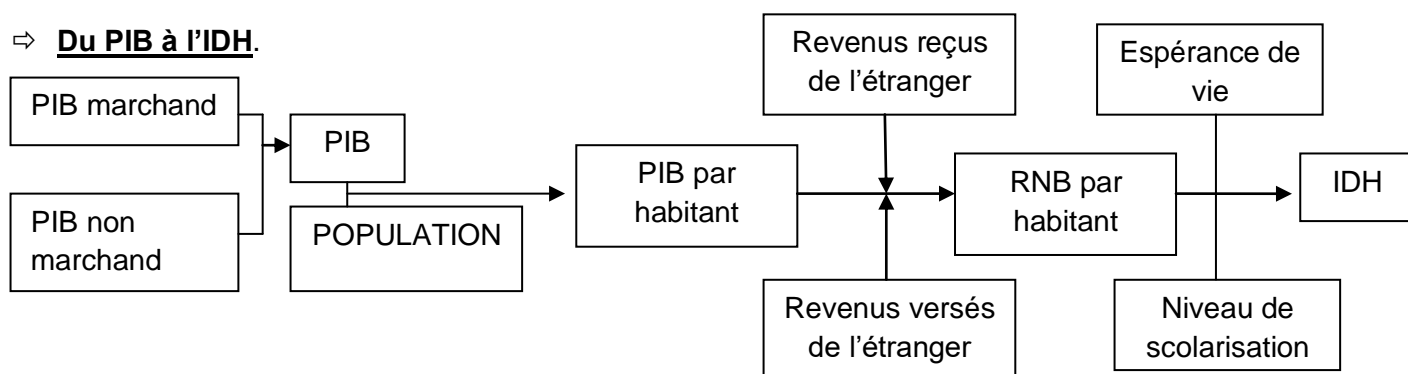 ⇨ Du PIB à l’IDH.
PIB marchand
PIB non
marchand
PIB
POPULATION
PIB par
habitant
Revenus reçus
de l’étranger
Revenus versés
de l’étranger
RNB par
habitant
Espérance de
vie
Niveau de
scolarisation
IDH